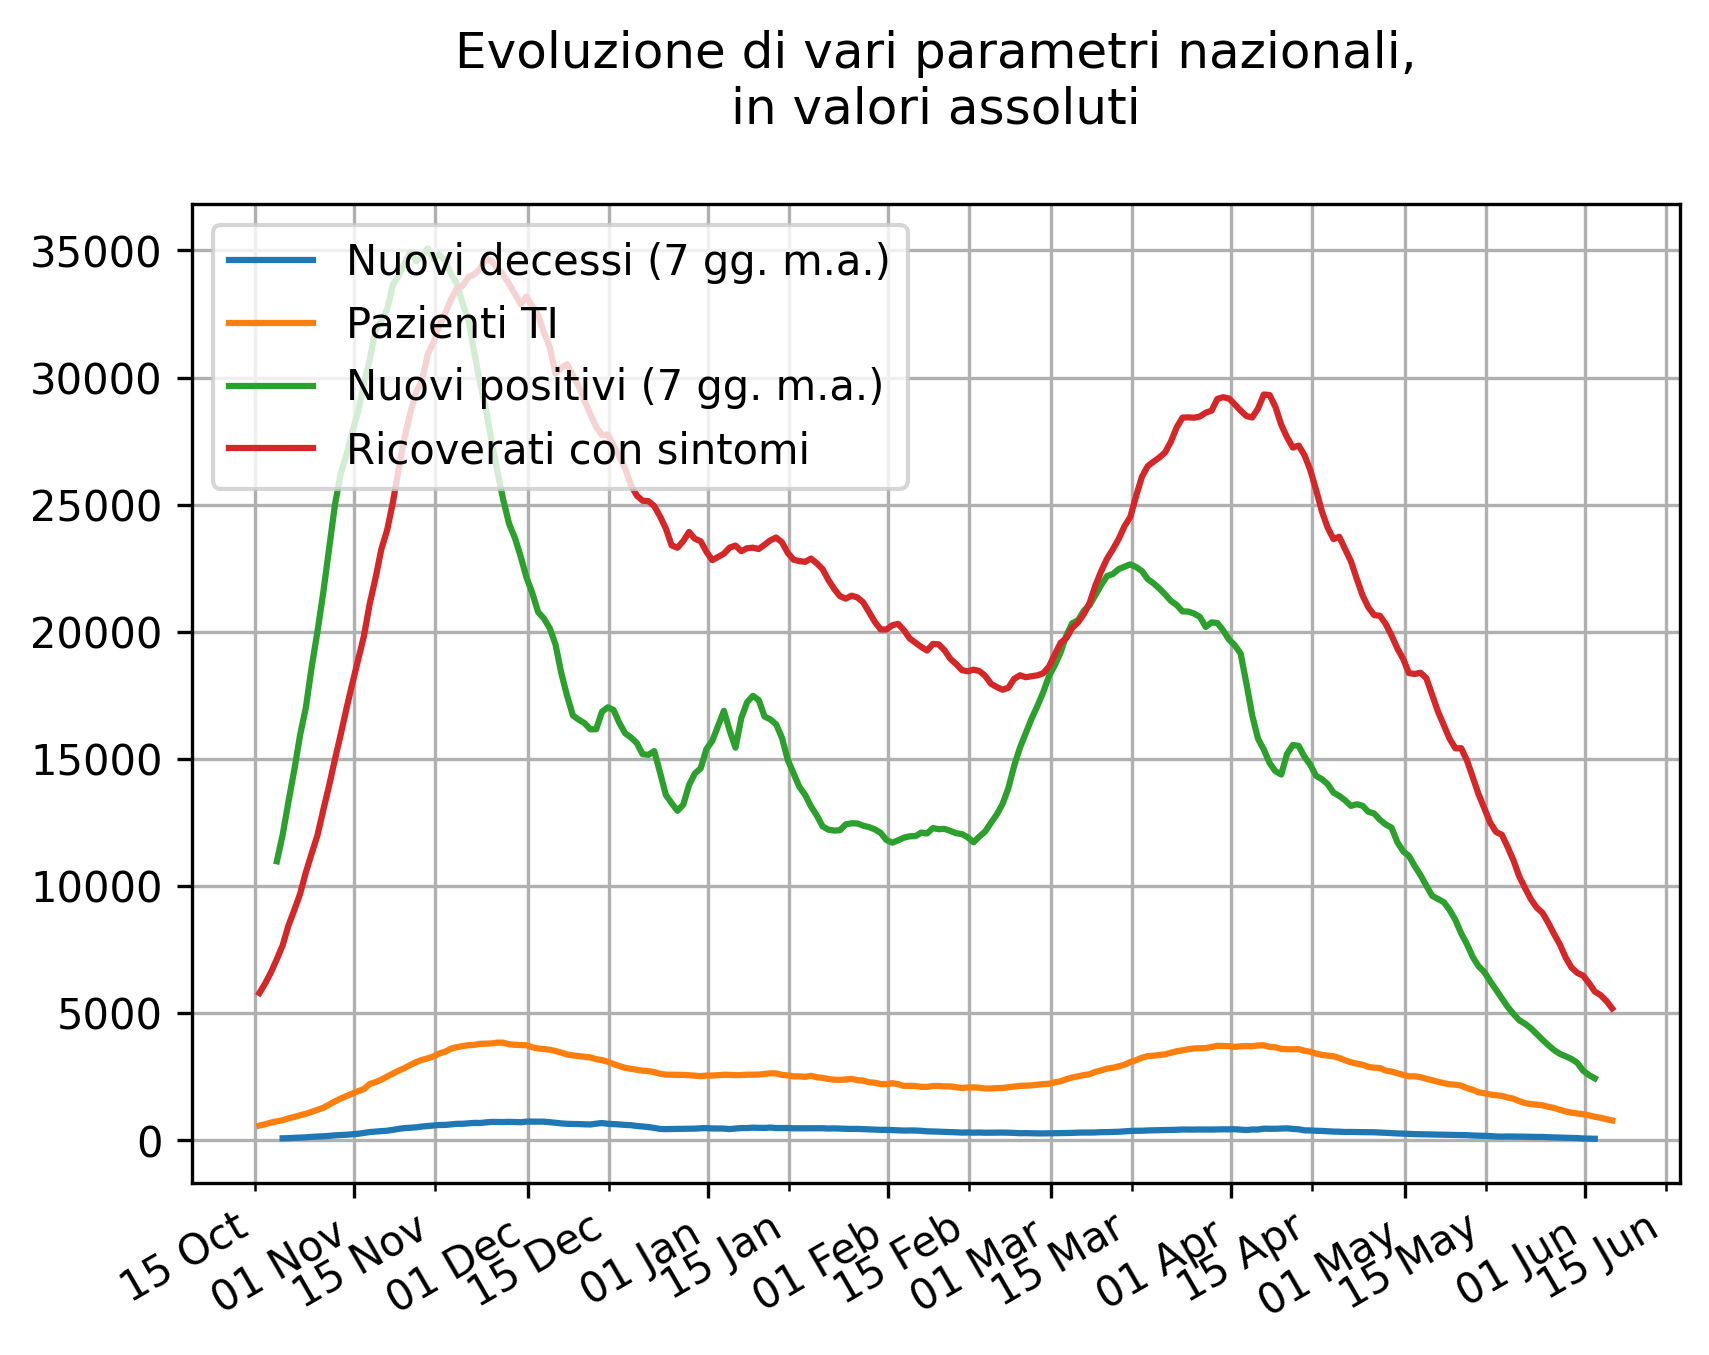 Evoluzione di vari parametri nazionali,
in valori assoluti
35000
30000
25000
20000
15000
10000
5000
0
Nuovi decessi (7 gg. m.a.)
Pazienti TI
Nuovi positivi (7 gg. m.a.)
Ricoverati con sintomi
15 Oct
01 Nov
15 Nov
01 Dec
15 Dec
01 Jan
15 Jan
01 Feb
15 Feb
01 Mar
15 Mar
01 Apr
15 Apr
01 May
15 May
01 Jun
15 Jun